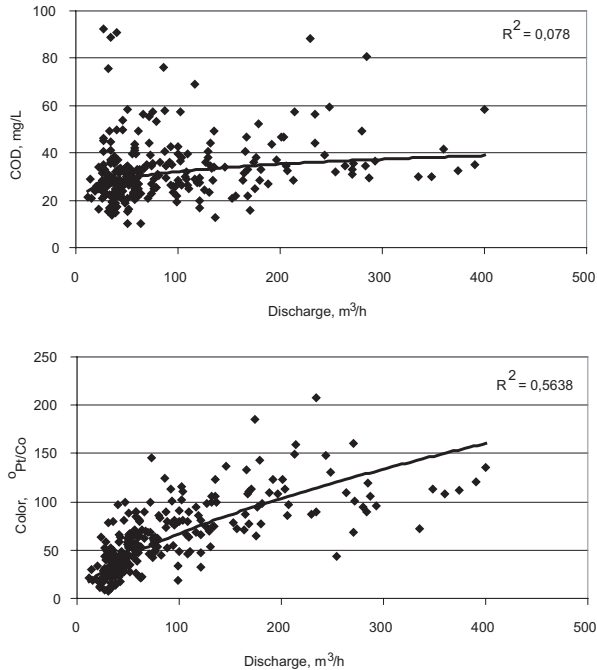 100
R² = 0,078
80
COD, mg/L
60
40
20
0
0 100 200 300 400 500
Discharge, m³/h
250
R² = 0,5638
200
Color, ºPt/Co
150
100
50
0
0 100 200 300 400 500
Discharge, m³/h